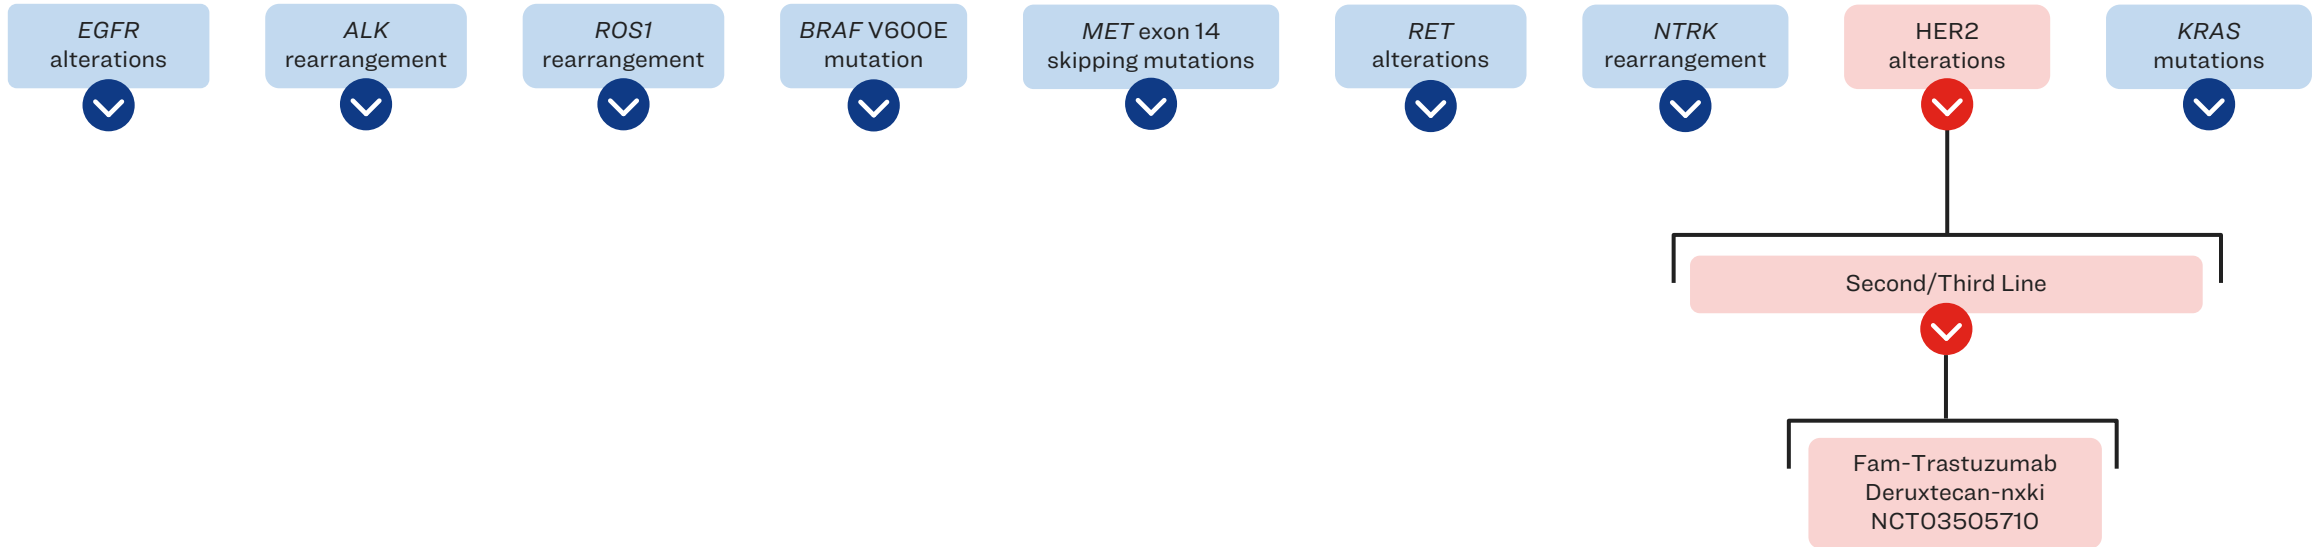 EGFR
alterations
ALK
rearrangement
ROS1
rearrangement
BRAF V600E
mutation
MET exon 14
skipping mutations
RET
alterations
NTRK
rearrangement
HER2
alterations
KRAS
mutations
Second/Third Line
Fam-Trastuzumab
Deruxtecan-nxki
NCT03505710